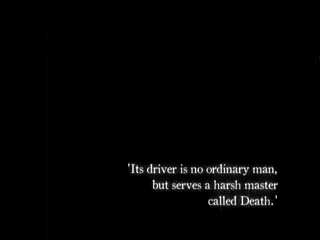 'Its driver is no ordinary man,
but serves a harsh master
called Death.'